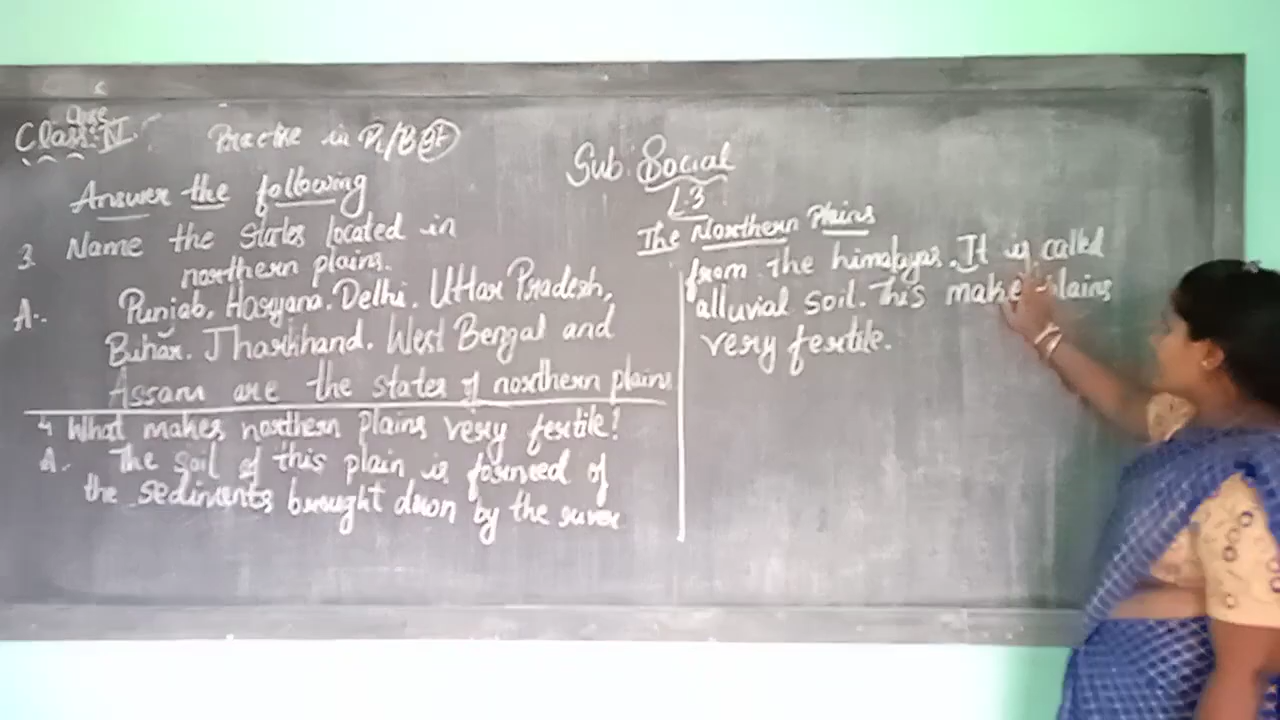 Class: IV
Practise in
Sub: Social
L.3
The Northern Plains
Answer the following
3. Name the states located in
northern plains.
A. Punjab, Haryana. Delhi. Uttar Pradesh,
Bihar. Jharkhand. West Bengal and
Assam are the states of northern plains
4 What makes northern plains very fertile?
A. The soil of this plain is formed of
the sediments brought down by the river
from the himalayas. It is called
alluvial soil. This make plains
very fertile.